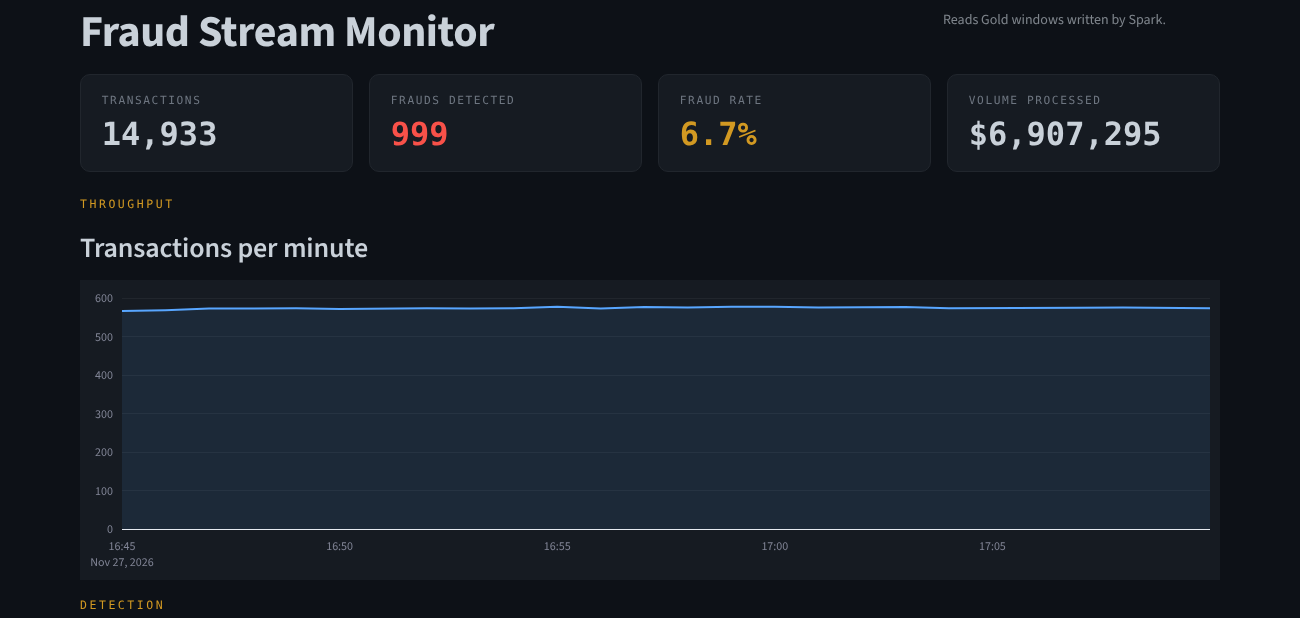 Fraud Stream Monitor
Reads Gold windows written by Spark.
TRANSACTIONS
14,933
FRAUDS DETECTED
999
FRAUD RATE
6.7%
VOLUME PROCESSED
$6,907,295
THROUGHPUT
Transactions per minute
600
500
400
300
200
100
0
16:45
16:50
16:55
17:00
17:05
Nov 27, 2026
DETECTION